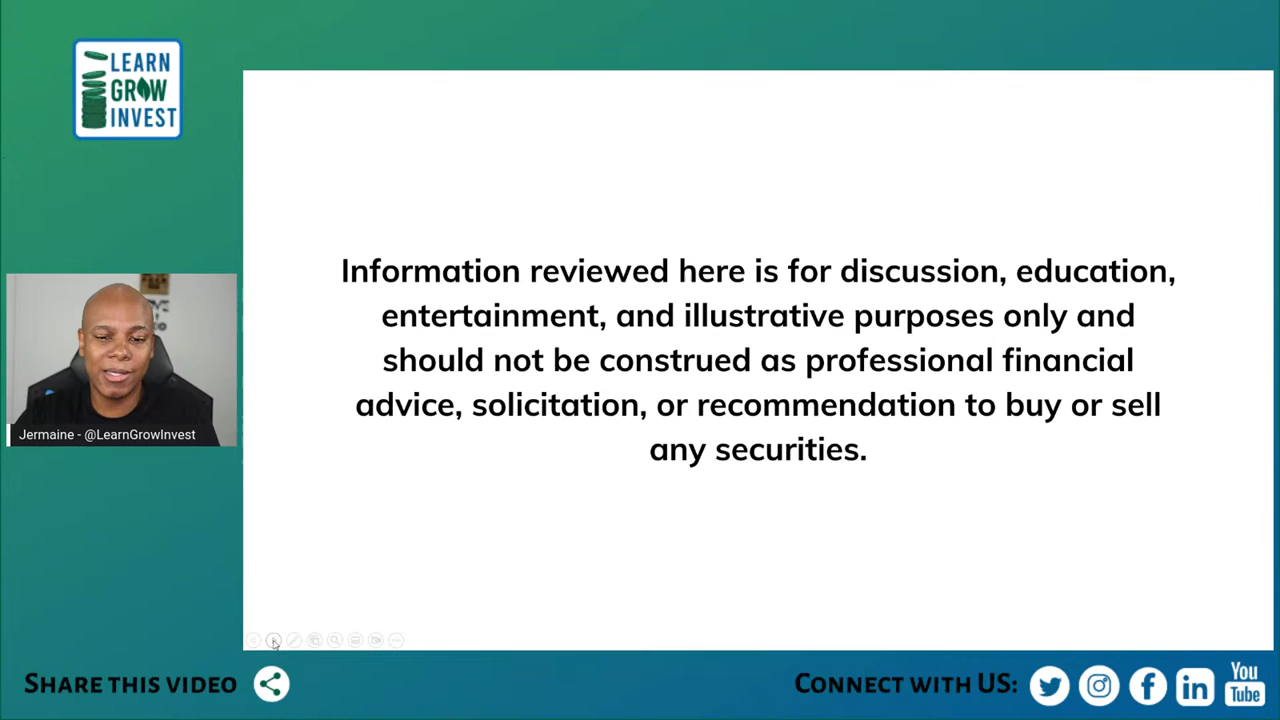 LEARN
GROW
INVEST
Information reviewed here is for discussion, education,
entertainment, and illustrative purposes only and
should not be construed as professional financial
advice, solicitation, or recommendation to buy or sell
any securities.
Jermaine - @LearnGrowInvest
SHARE THIS VIDEO
CONNECT WITH US:
You
Tube